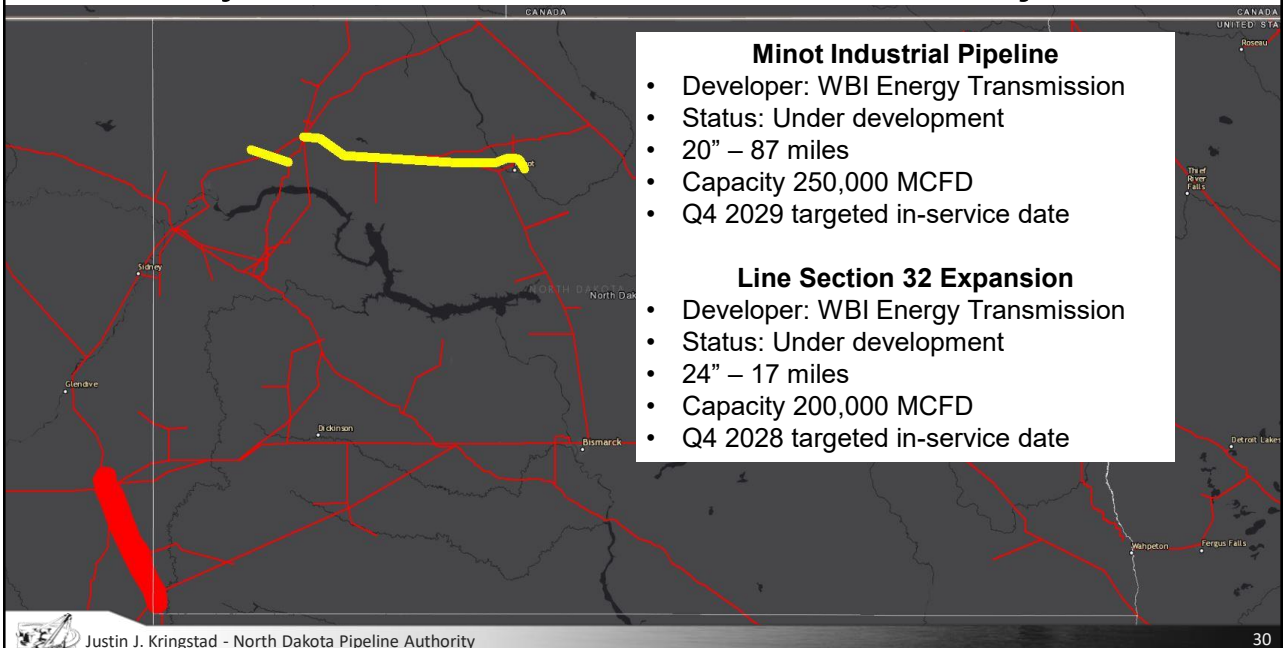 CANADA
CANADA
UNITED STA
Roseau
Minot Industrial Pipeline
• Developer: WBI Energy Transmission
• Status: Under development
• 20” – 87 miles
• Capacity 250,000 MCFD
• Q4 2029 targeted in-service date
Line Section 32 Expansion
• Developer: WBI Energy Transmission
• Status: Under development
• 24” – 17 miles
• Capacity 200,000 MCFD
• Q4 2028 targeted in-service date
Thief
River
Falls
Sidney
NORTH DAKOTA
North Dak
Glendive
Dickinson
Bismarck
Detroit Lake
Wahpeton
Fergus Falls
Justin J. Kringstad - North Dakota Pipeline Authority
30